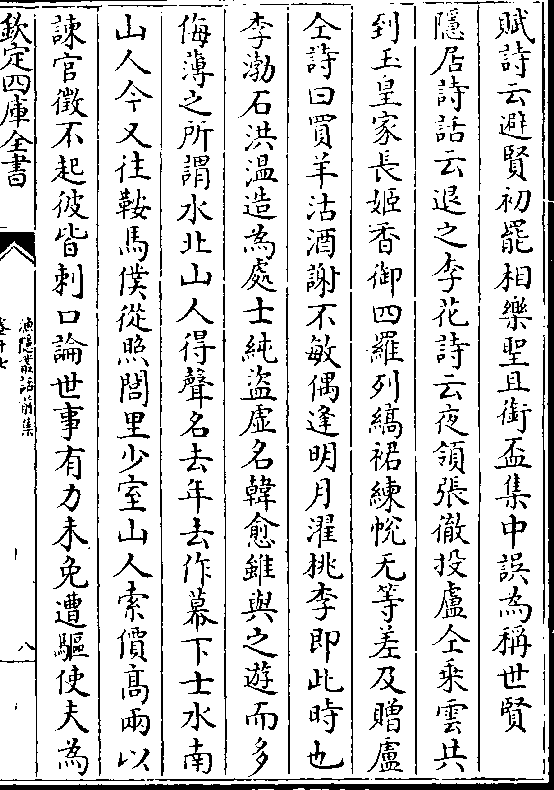 賦詩云避賢初罷相樂聖且銜盃集中誤為稱世賢
隱居詩話云退之李花詩云夜領張徹投盧仝乘雲共
到玉皇家長姬香御四羅列縞裙練帨无等差及贈盧
仝詩曰買羊沽酒謝不敏偶逢明月濯桃李即此時也
李渤石洪温造為處士純盜虛名韓愈雖與之遊而多
侮薄之所謂水北山人得聲名去年去作幕下士水南
山人今又往鞍馬僕從照閭里少室山人索價髙兩以
諫官徵不起彼皆刺口論世事有力未免遭驅使夫為
欽定四庫全書
漁隠叢話前集
卷十七
八